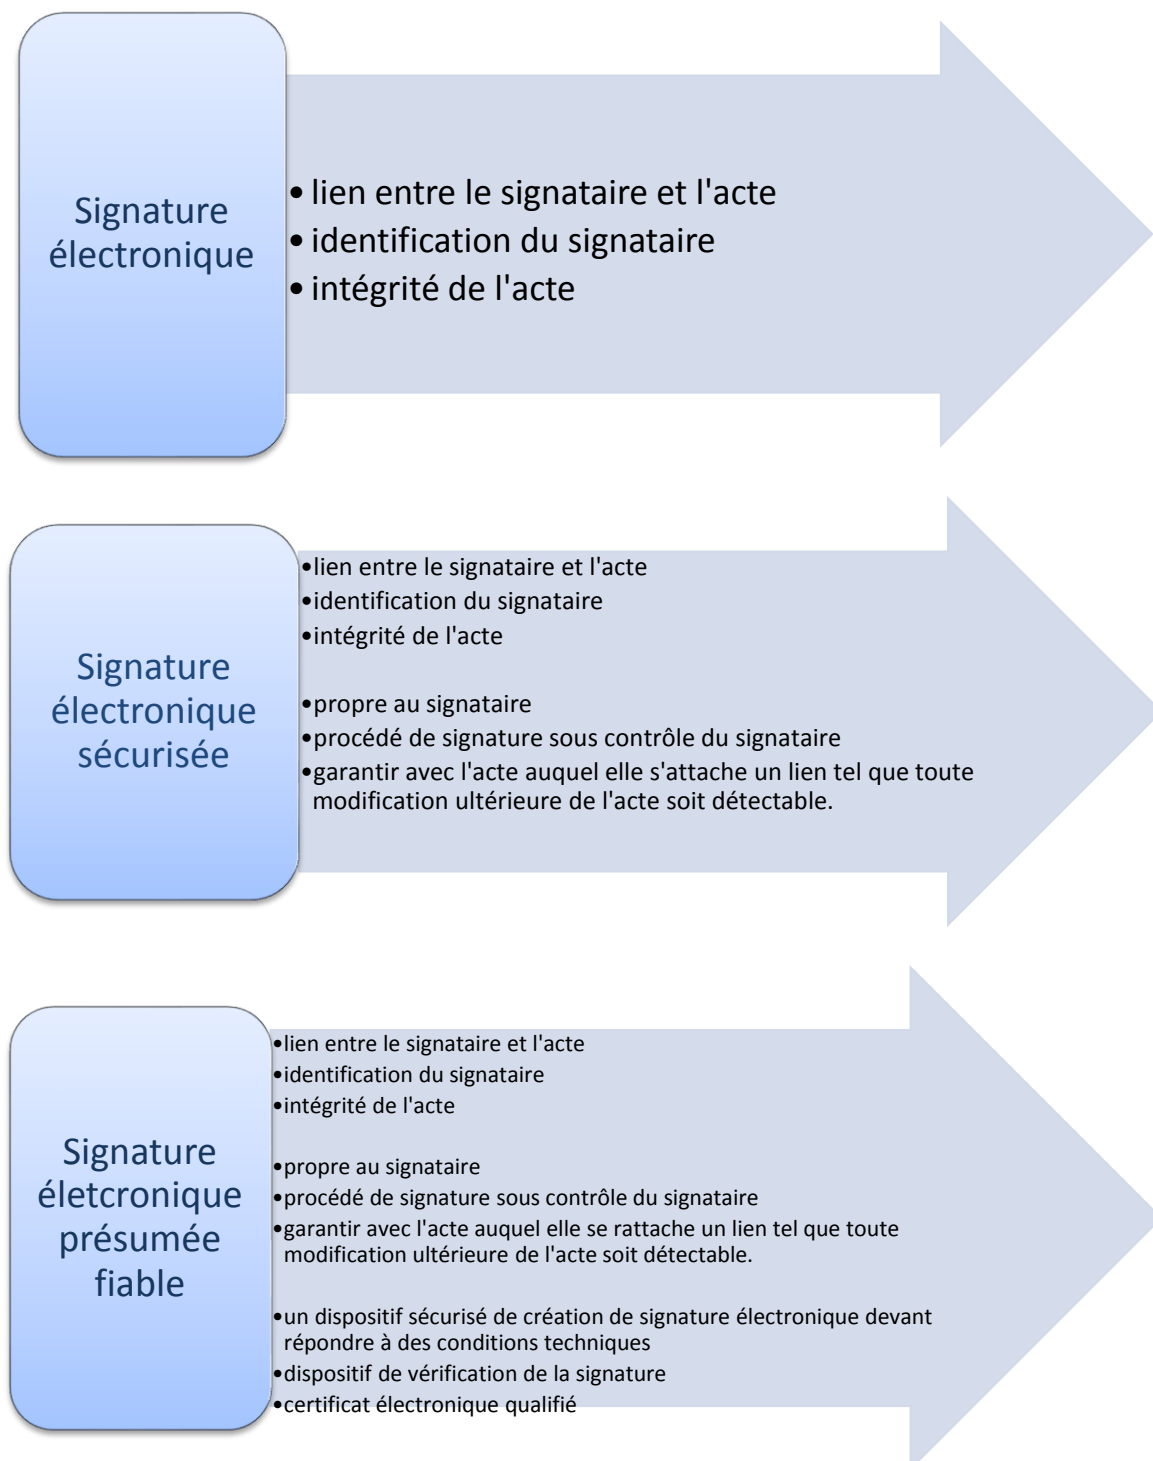 Signature
électronique
• lien entre le signataire et l'acte
• identification du signataire
• intégrité de l'acte
Signature
électronique
sécurisée
•lien entre le signataire et l'acte
•identification du signataire
•intégrité de l'acte
•propre au signataire
•procédé de signature sous contrôle du signataire
•garantir avec l'acte auquel elle s'attache un lien tel que toute
modification ultérieure de l'acte soit détectable.
Signature
életcronique
présumée
fiable
•lien entre le signataire et l'acte
•identification du signataire
•intégrité de l'acte
•propre au signataire
•procédé de signature sous contrôle du signataire
•garantir avec l'acte auquel elle se rattache un lien tel que toute
modification ultérieure de l'acte soit détectable.
•un dispositif sécurisé de création de signature électronique devant
répondre à des conditions techniques
•dispositif de vérification de la signature
•certificat électronique qualifié